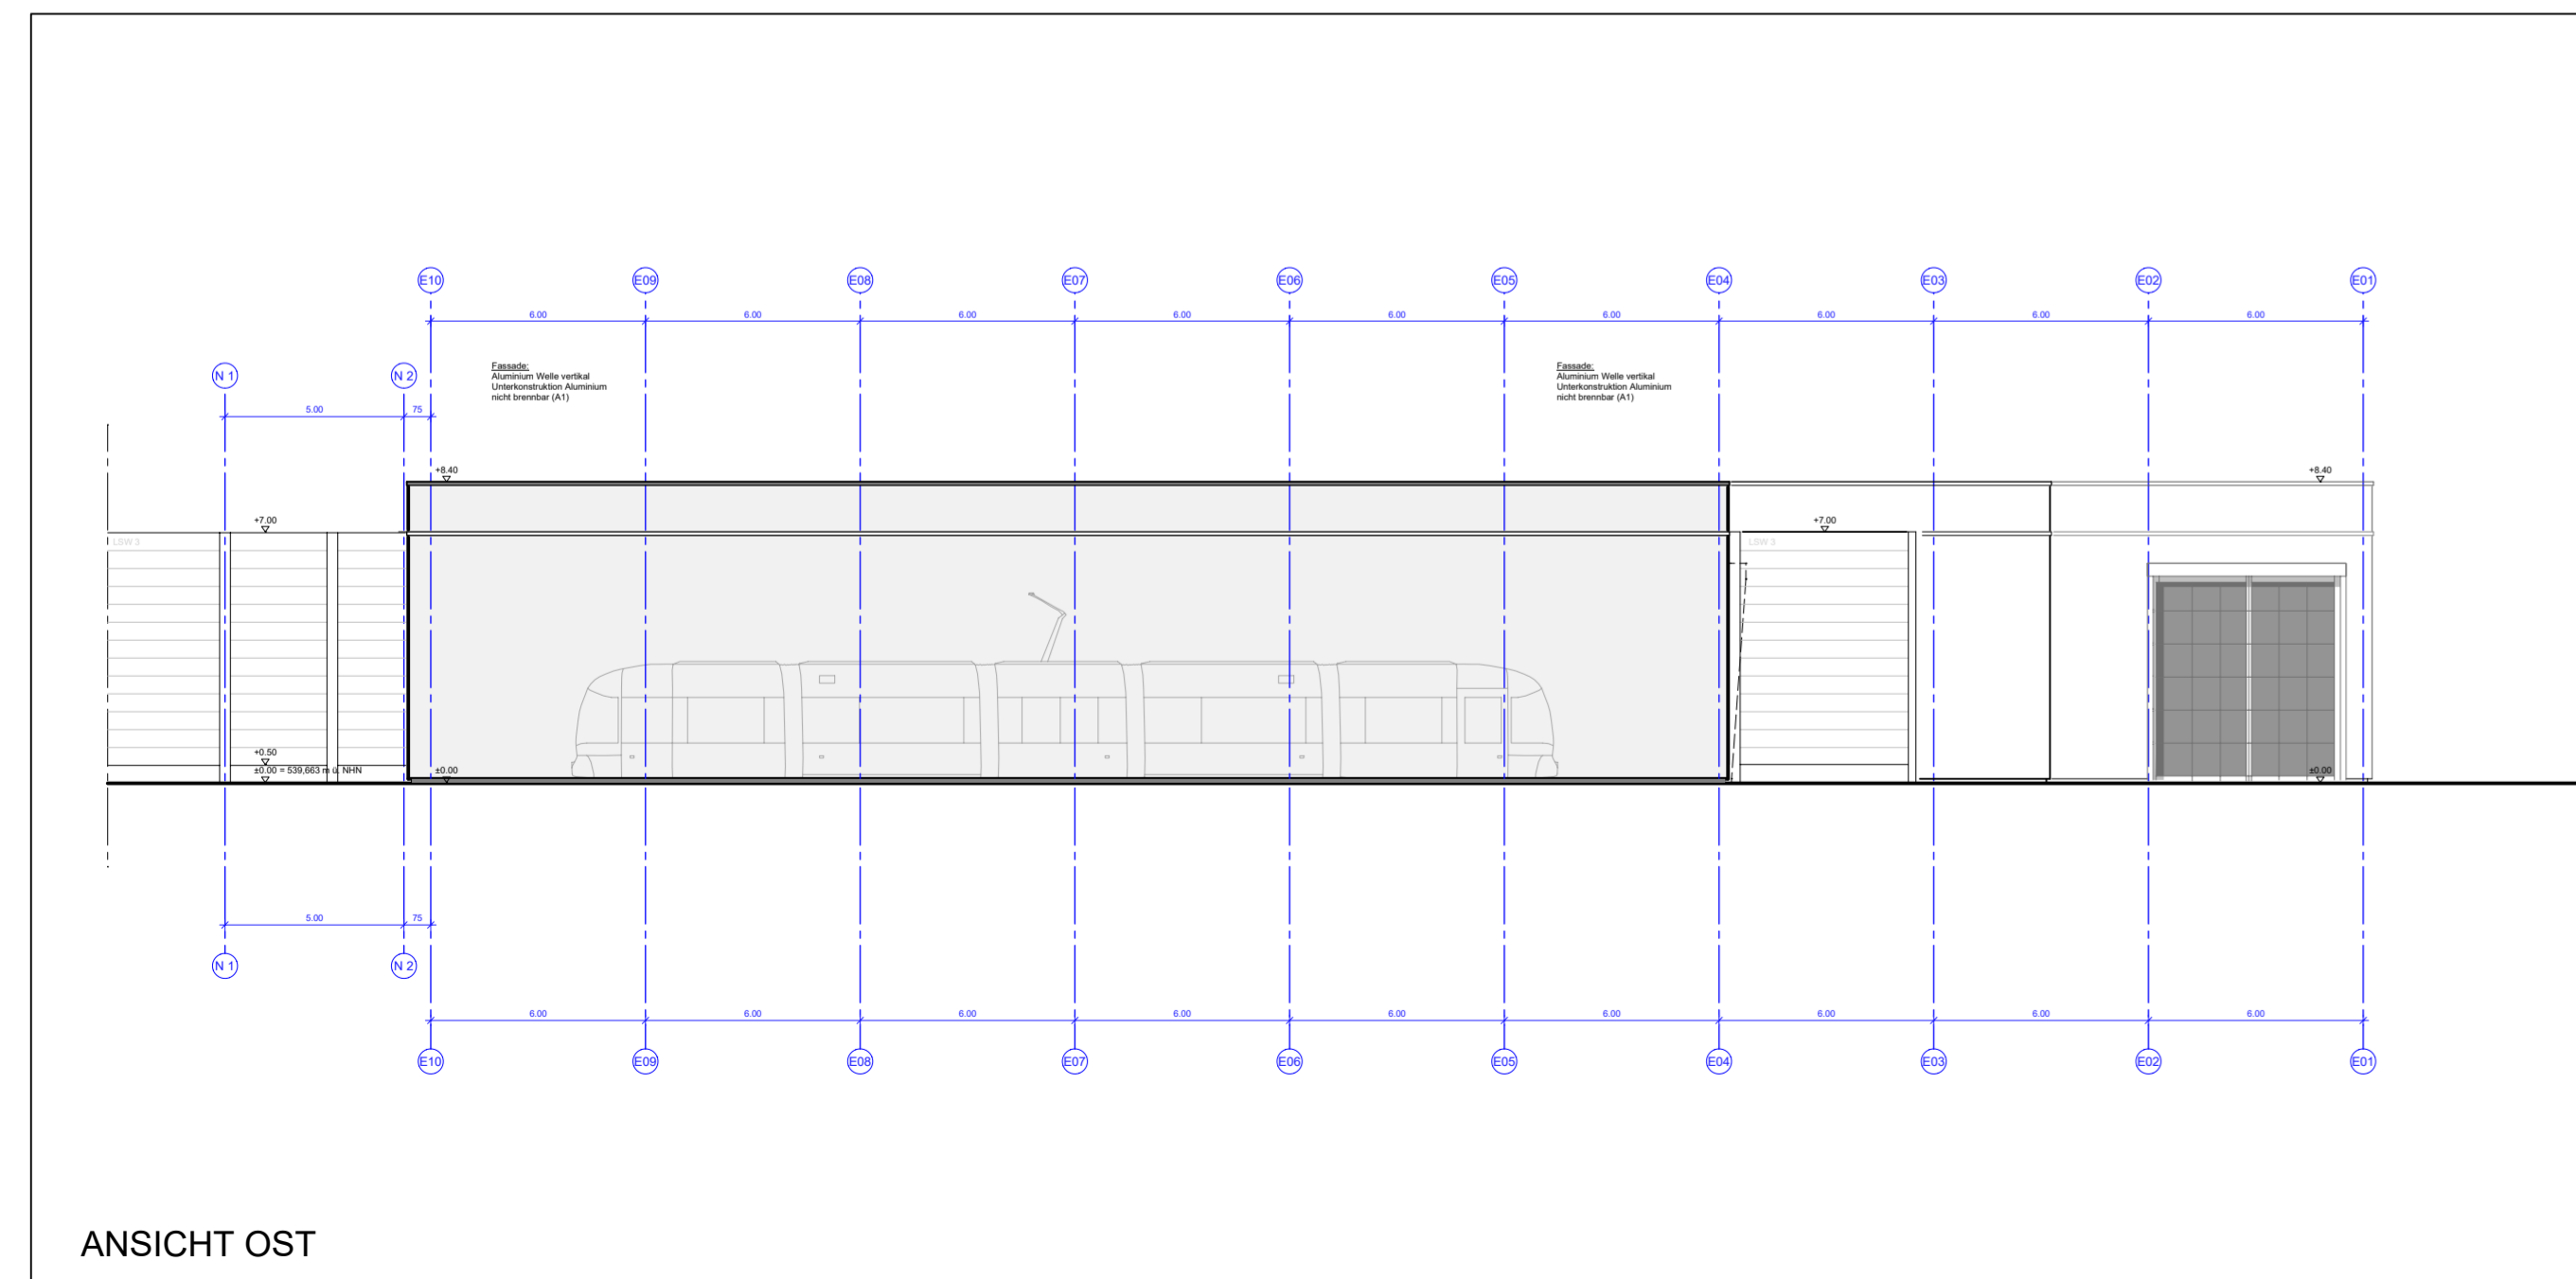 E10 E09 E08 E07 E06 E05 E04 E03 E02 E01
6.00 6.00 6.00 6.00 6.00 6.00 6.00 6.00 6.00
N 1 N 2
5.00 75
Fassade:
Aluminium Welle vertikal
Unterkonstruktion Aluminium
nicht brennbar (A1)
Fassade:
Aluminium Welle vertikal
Unterkonstruktion Aluminium
nicht brennbar (A1)
+8.40 +8.40
+7.00 +7.00
LSW 3 LSW 3
+0.50
±0.00 = 539,663 m ü. NHN ±0.00 ±0.00
5.00 75
N 1 N 2
6.00 6.00 6.00 6.00 6.00 6.00 6.00 6.00 6.00
E10 E09 E08 E07 E06 E05 E04 E03 E02 E01
ANSICHT OST